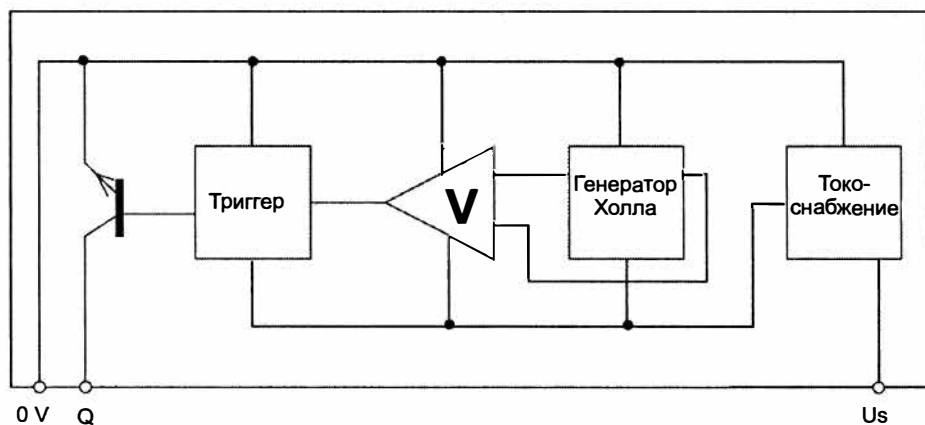 Триггер
V
Генератор
Холла
Токо-
снабжение
0 V
Q
Us